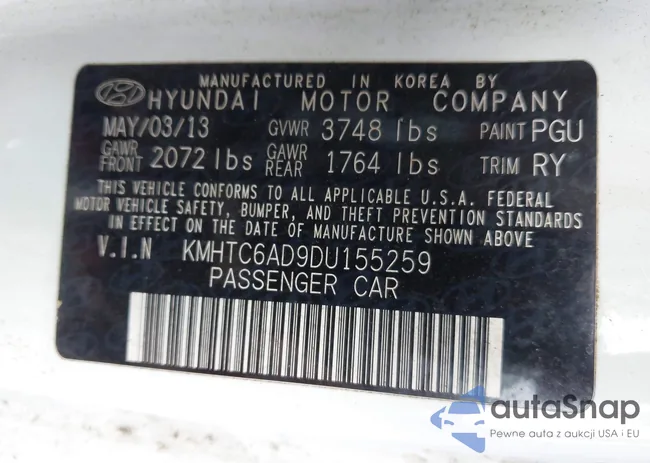 MANUFACTURED IN KOREA BY
HYUNDAI MOTOR COMPANY
MAY/03/13 GVWR 3748 lbs PAINT PGU
GAWR FRONT 2072 lbs GAWR REAR 1764 lbs TRIM RY
THIS VEHICLE CONFORMS TO ALL APPLICABLE U.S.A. FEDERAL
MOTOR VEHICLE SAFETY, BUMPER, AND THEFT PREVENTION STANDARDS
IN EFFECT ON THE DATE OF MANUFACTURE SHOWN ABOVE
V.I.N KMHTC6AD9DU155259
PASSENGER CAR
autaSnap
Pewne auta z aukcji USA i EU